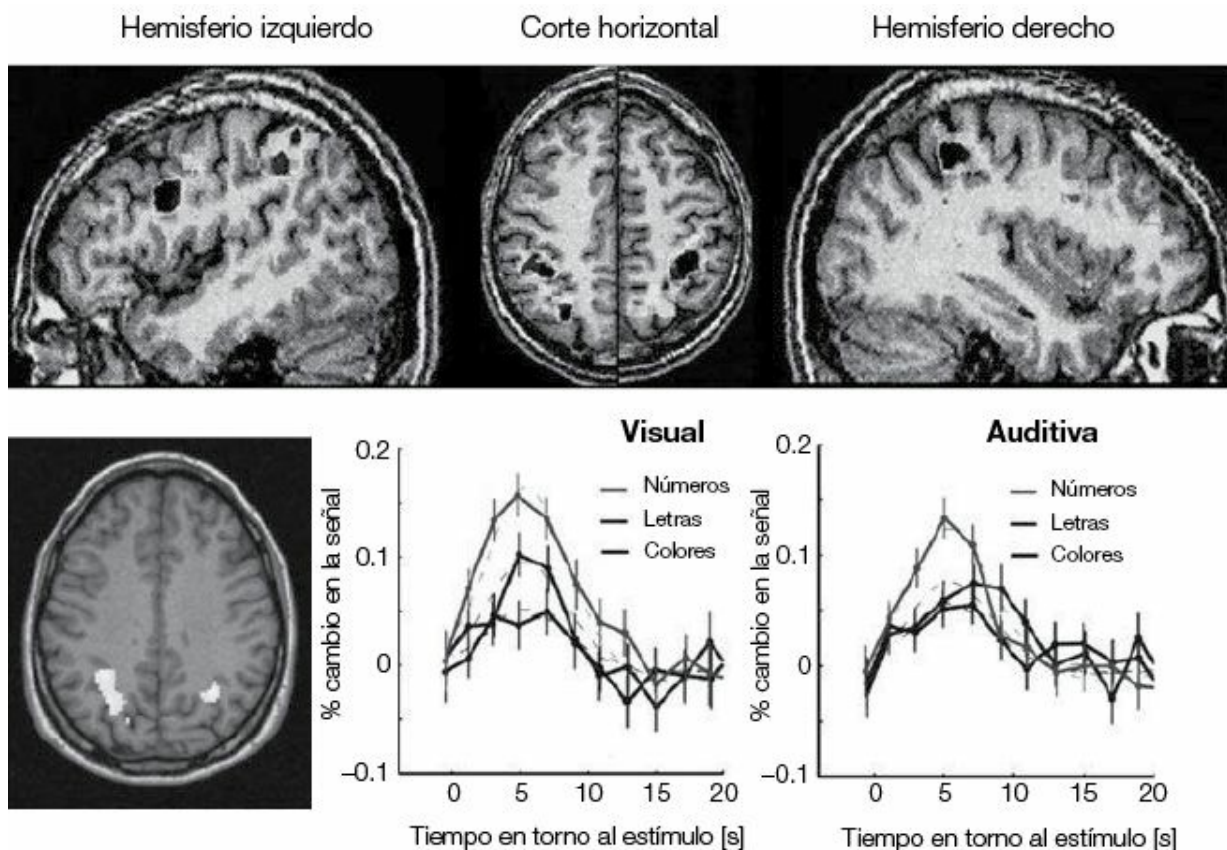 Hemisferio izquierdo
Corte horizontal
Hemisferio derecho
Visual
0.2
0.1
0
–0.1
% cambio en la señal
Números
Letras
Colores
0
5
10
15
20
Tiempo en torno al estímulo [s]
Auditiva
0.2
0.1
0
–0.1
% cambio en la señal
Números
Letras
Colores
0
5
10
15
20
Tiempo en torno al estímulo [s]